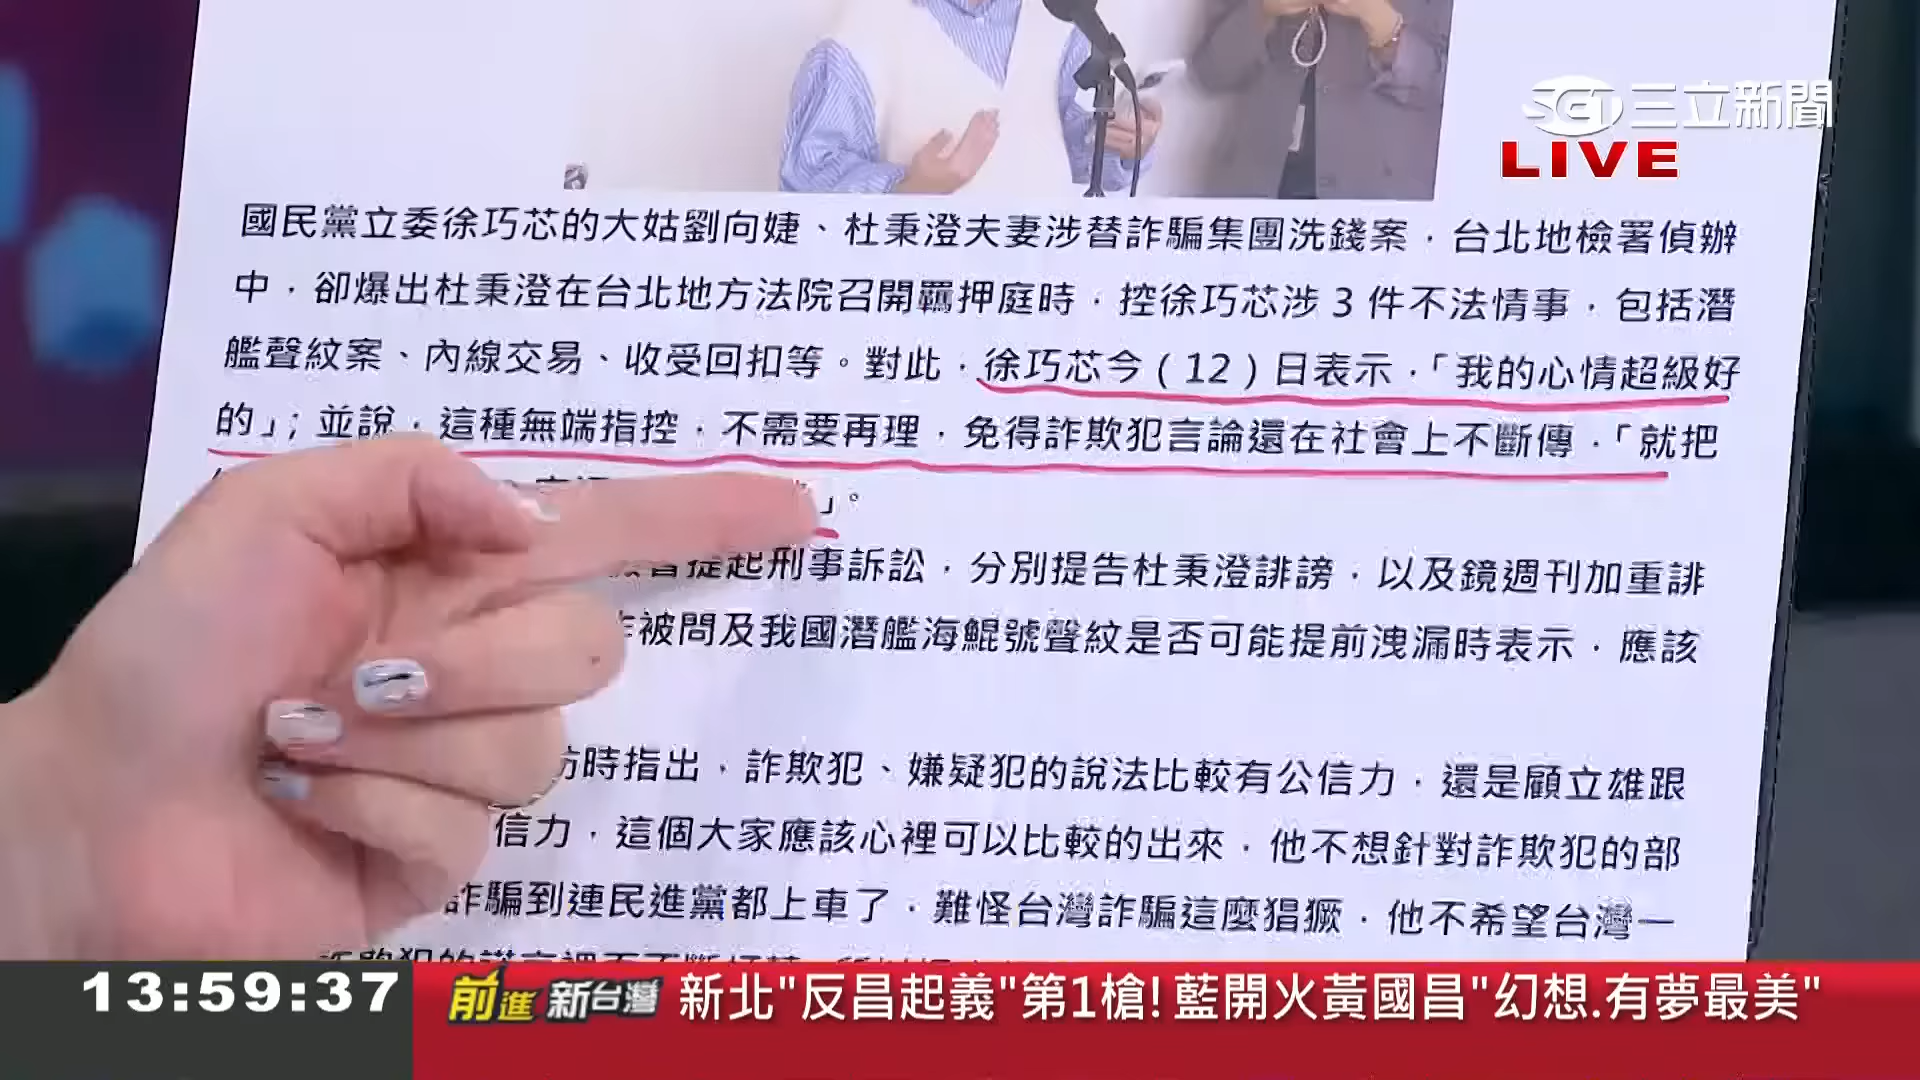 SET三立新聞
LIVE
國民黨立委徐巧芯的大姑劉向婕、杜秉澄夫妻涉替詐騙集團洗錢案，台北地檢署偵辦
中，卻爆出杜秉澄在台北地方法院召開羈押庭時，控徐巧芯涉 3 件不法情事，包括潛
艦聲紋案、內線交易、收受回扣等。對此，徐巧芯今（12）日表示，「我的心情超級好
的」；並說，這種無端指控，不需要再理，免得詐欺犯言論還在社會上不斷傳，「就把
」。
提起刑事訴訟，分別提告杜秉澄誹謗，以及鏡週刊加重誹
被問及我國潛艦海鯤號聲紋是否可能提前洩漏時表示，應該
訪時指出，詐欺犯、嫌疑犯的說法比較有公信力，還是顧立雄跟
信力，這個大家應該心裡可以比較的出來，他不想針對詐欺犯的部
詐騙到連民進黨都上車了，難怪台灣詐騙這麼猖獗，他不希望台灣一
13:59:37
前進新台灣 新北"反昌起義"第1槍! 藍開火黃國昌"幻想.有夢最美"